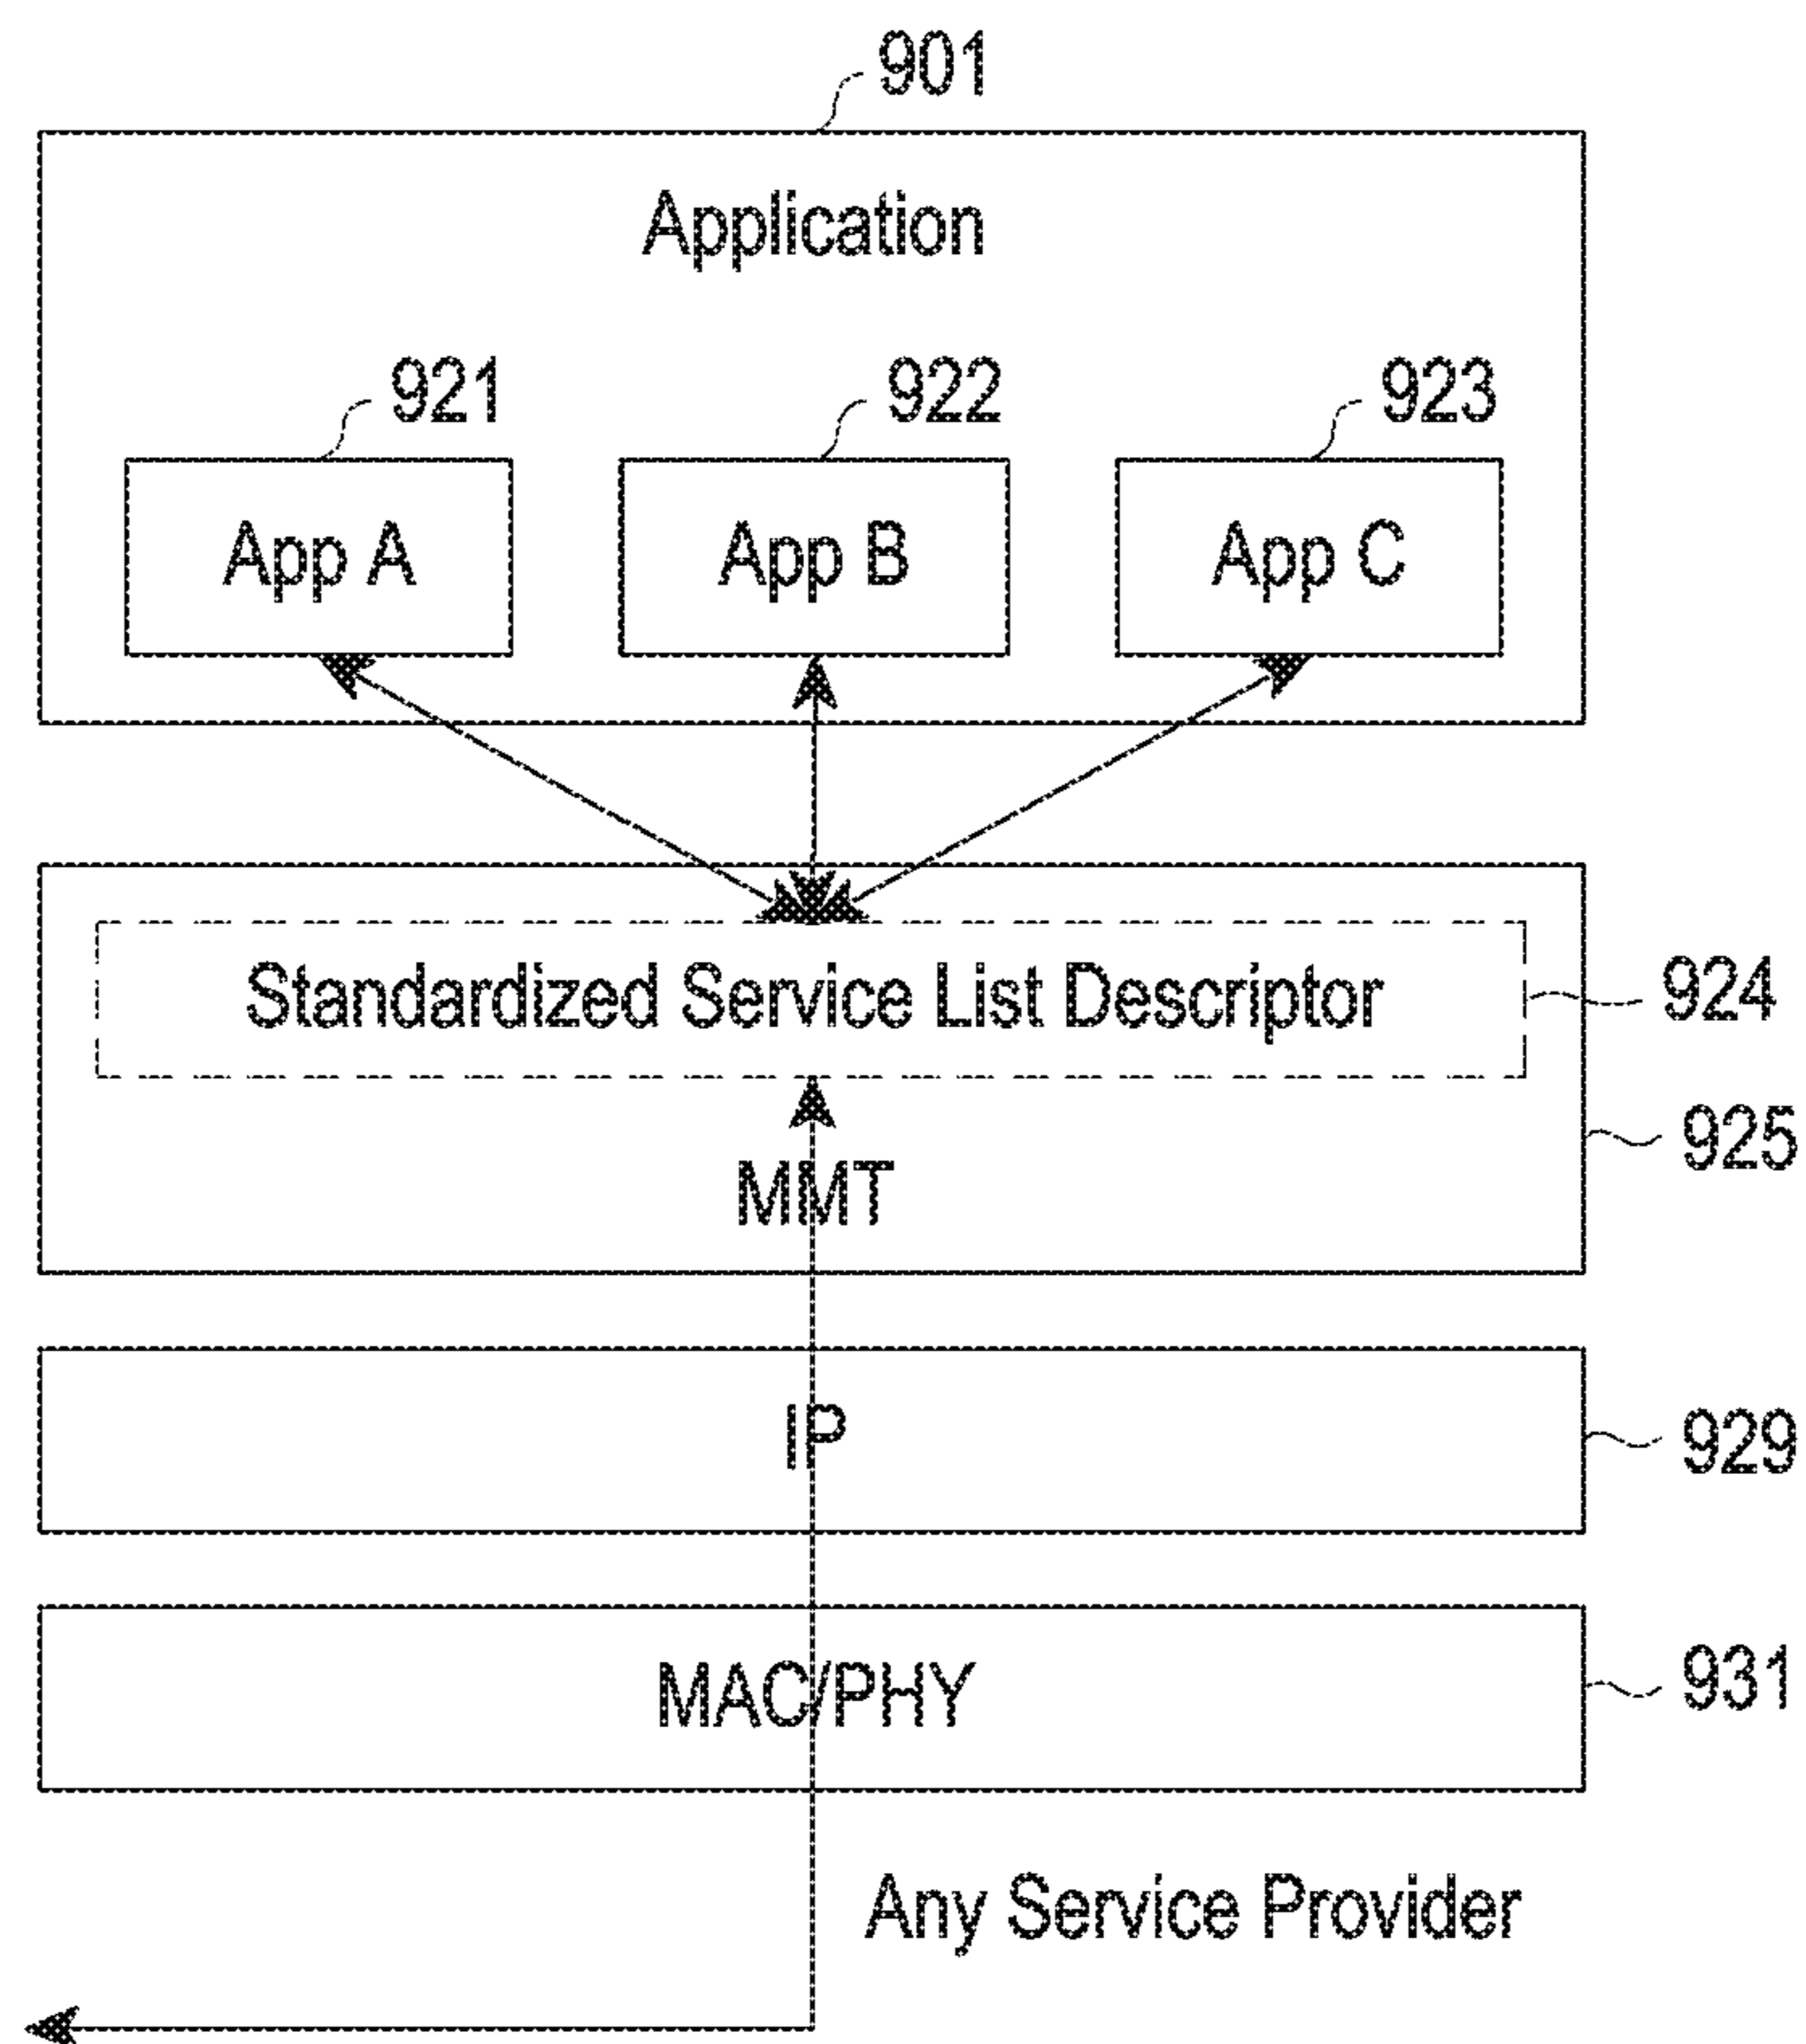 901
Application
921
922
923
App A
App B
App C
Standardized Service List Descriptor
924
925
MMT
IP
929
MAC/PHY
931
Any Service Provider